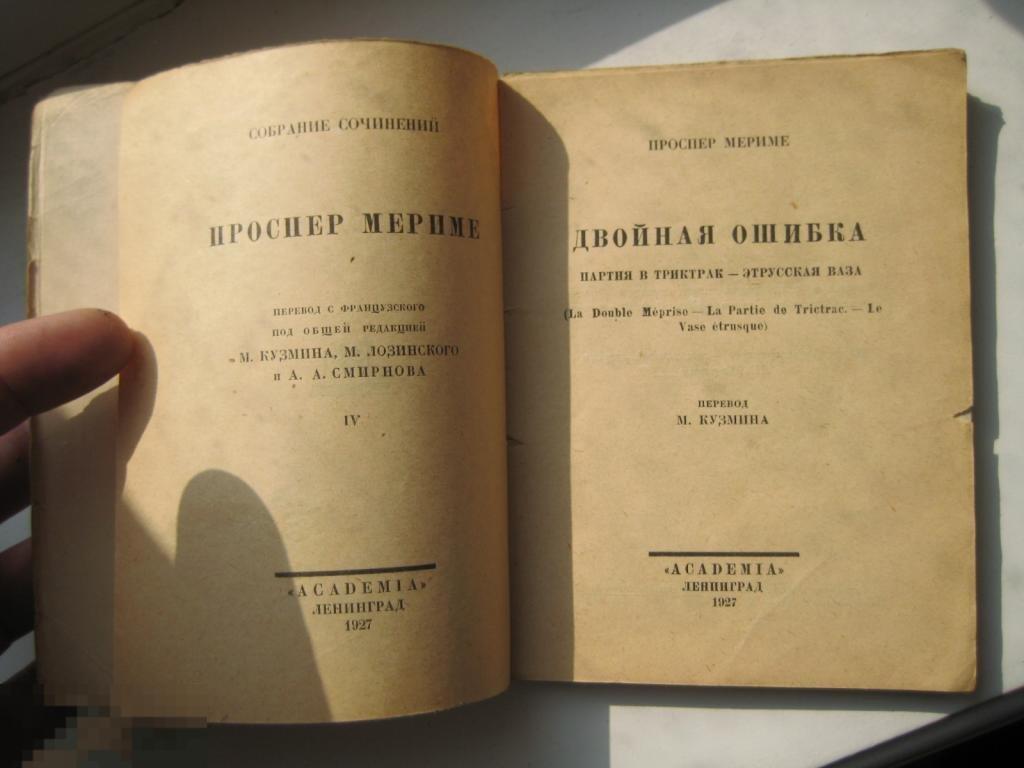 СОБРАНИЕ СОЧИНЕНИЙ
ПРОСПЕР МЕРИМЕ
ПЕРЕВОД С ФРАНЦУЗСКОГО
ПОД ОБЩЕЙ РЕДАКЦИЕЙ
М. КУЗМИНА, М. ЛОЗИНСКОГО
и А. А. СМИРНОВА
IV
«ACADEMIA»
ЛЕНИНГРАД
1927
ПРОСПЕР МЕРИМЕ
ДВОЙНАЯ ОШИБКА
ПАРТИЯ В ТРИКТРАК — ЭТРУССКАЯ ВАЗА
(La Double Méprise — La Partie de Trictrac. — Le
Vase étrusque)
ПЕРЕВОД
М. КУЗМИНА
«ACADEMIA»
ЛЕНИНГРАД
1927